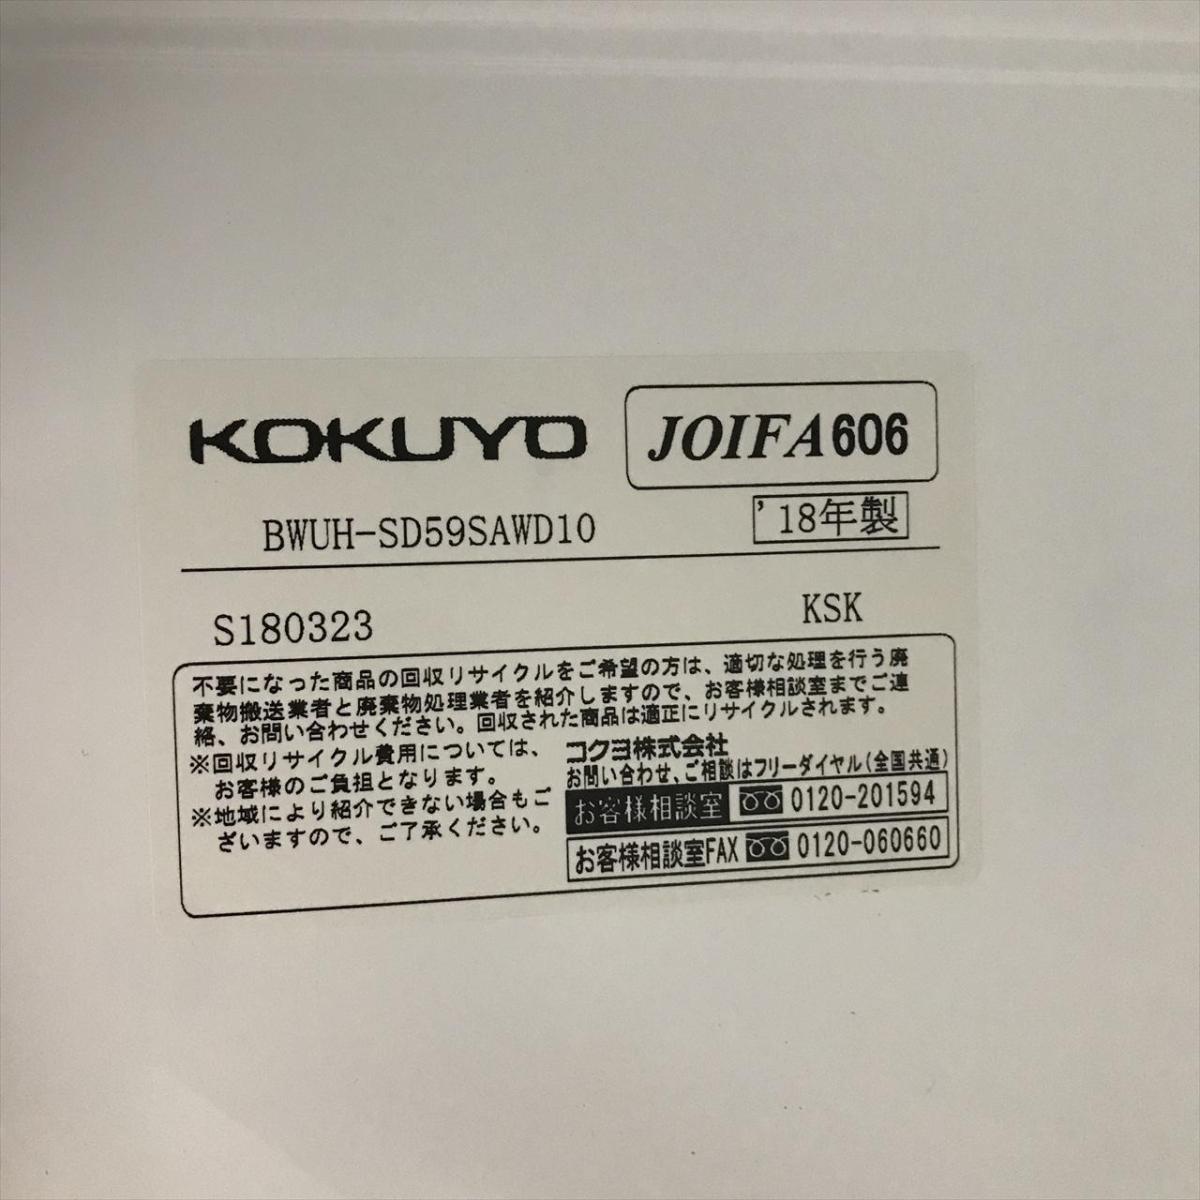 KOKUYO
JOIFA606
BWUH-SD59SAWD10
'18年製
S180323
KSK
不要になった商品の回収リサイクルをご希望の方は、適切な処理を行う廃
棄物搬送業者と廃棄物処理業者を紹介しますので、お客様相談室までご連
絡、お問い合わせください。回収された商品は適正にリサイクルされます。
※回収リサイクル費用については、
お客様のご負担となります。
※地域により紹介できない場合もご
ざいますので、ご了承ください。
コクヨ株式会社
お問い合わせ、ご相談はフリーダイヤル(全国共通)
お客様相談室 0120-201594
お客様相談室FAX 0120-060660